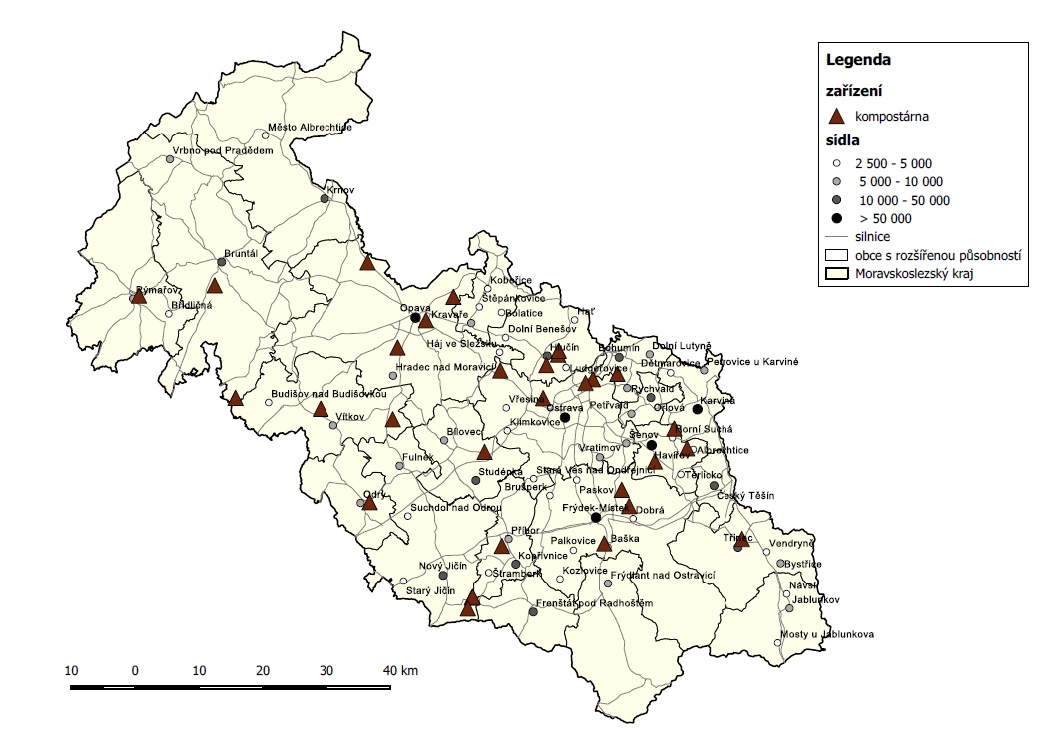 Legenda
zařízení
kompostárna
sídla
2 500 - 5 000
5 000 - 10 000
10 000 - 50 000
> 50 000
silnice
obce s rozšířenou působností
Moravskoslezský kraj
Město Albrechtice
Vrbno pod Pradědem
Krnov
Bruntál
Rýmařov
Břidličná
Kobeřice
Štěpánkovice
Opava
Kravaře
Bolatice
Hať
Dolní Benešov
Háj ve Slezsku
Hlučín
Bohumín
Dolní Lutyně
Hradec nad Moravicí
Ludgeřovice
Dětmarovice
Petrovice u Karviné
Budišov nad Budišovkou
Rychvald
Vřesina
Ostrava
Petřvald
Orlová
Karviná
Vítkov
Klimkovice
Horní Suchá
Bílovec
Šenov
Vratimov
Albrechtice
Fulnek
Havířov
Studénka
Stará Ves nad Ondřejnicí
Těrlicko
Odry
Brušperk
Paskov
Český Těšín
Suchdol nad Odrou
Frýdek-Místek
Dobrá
Příbor
Palkovice
Baška
Třinec
Vendryně
Kopřivnice
Nový Jičín
Štramberk
Kozlovice
Frýdlant nad Ostravicí
Bystřice
Starý Jičín
Návsí
Frenštát pod Radhoštěm
Jablunkov
Mosty u Jablunkova
10 0 10 20 30 40 km